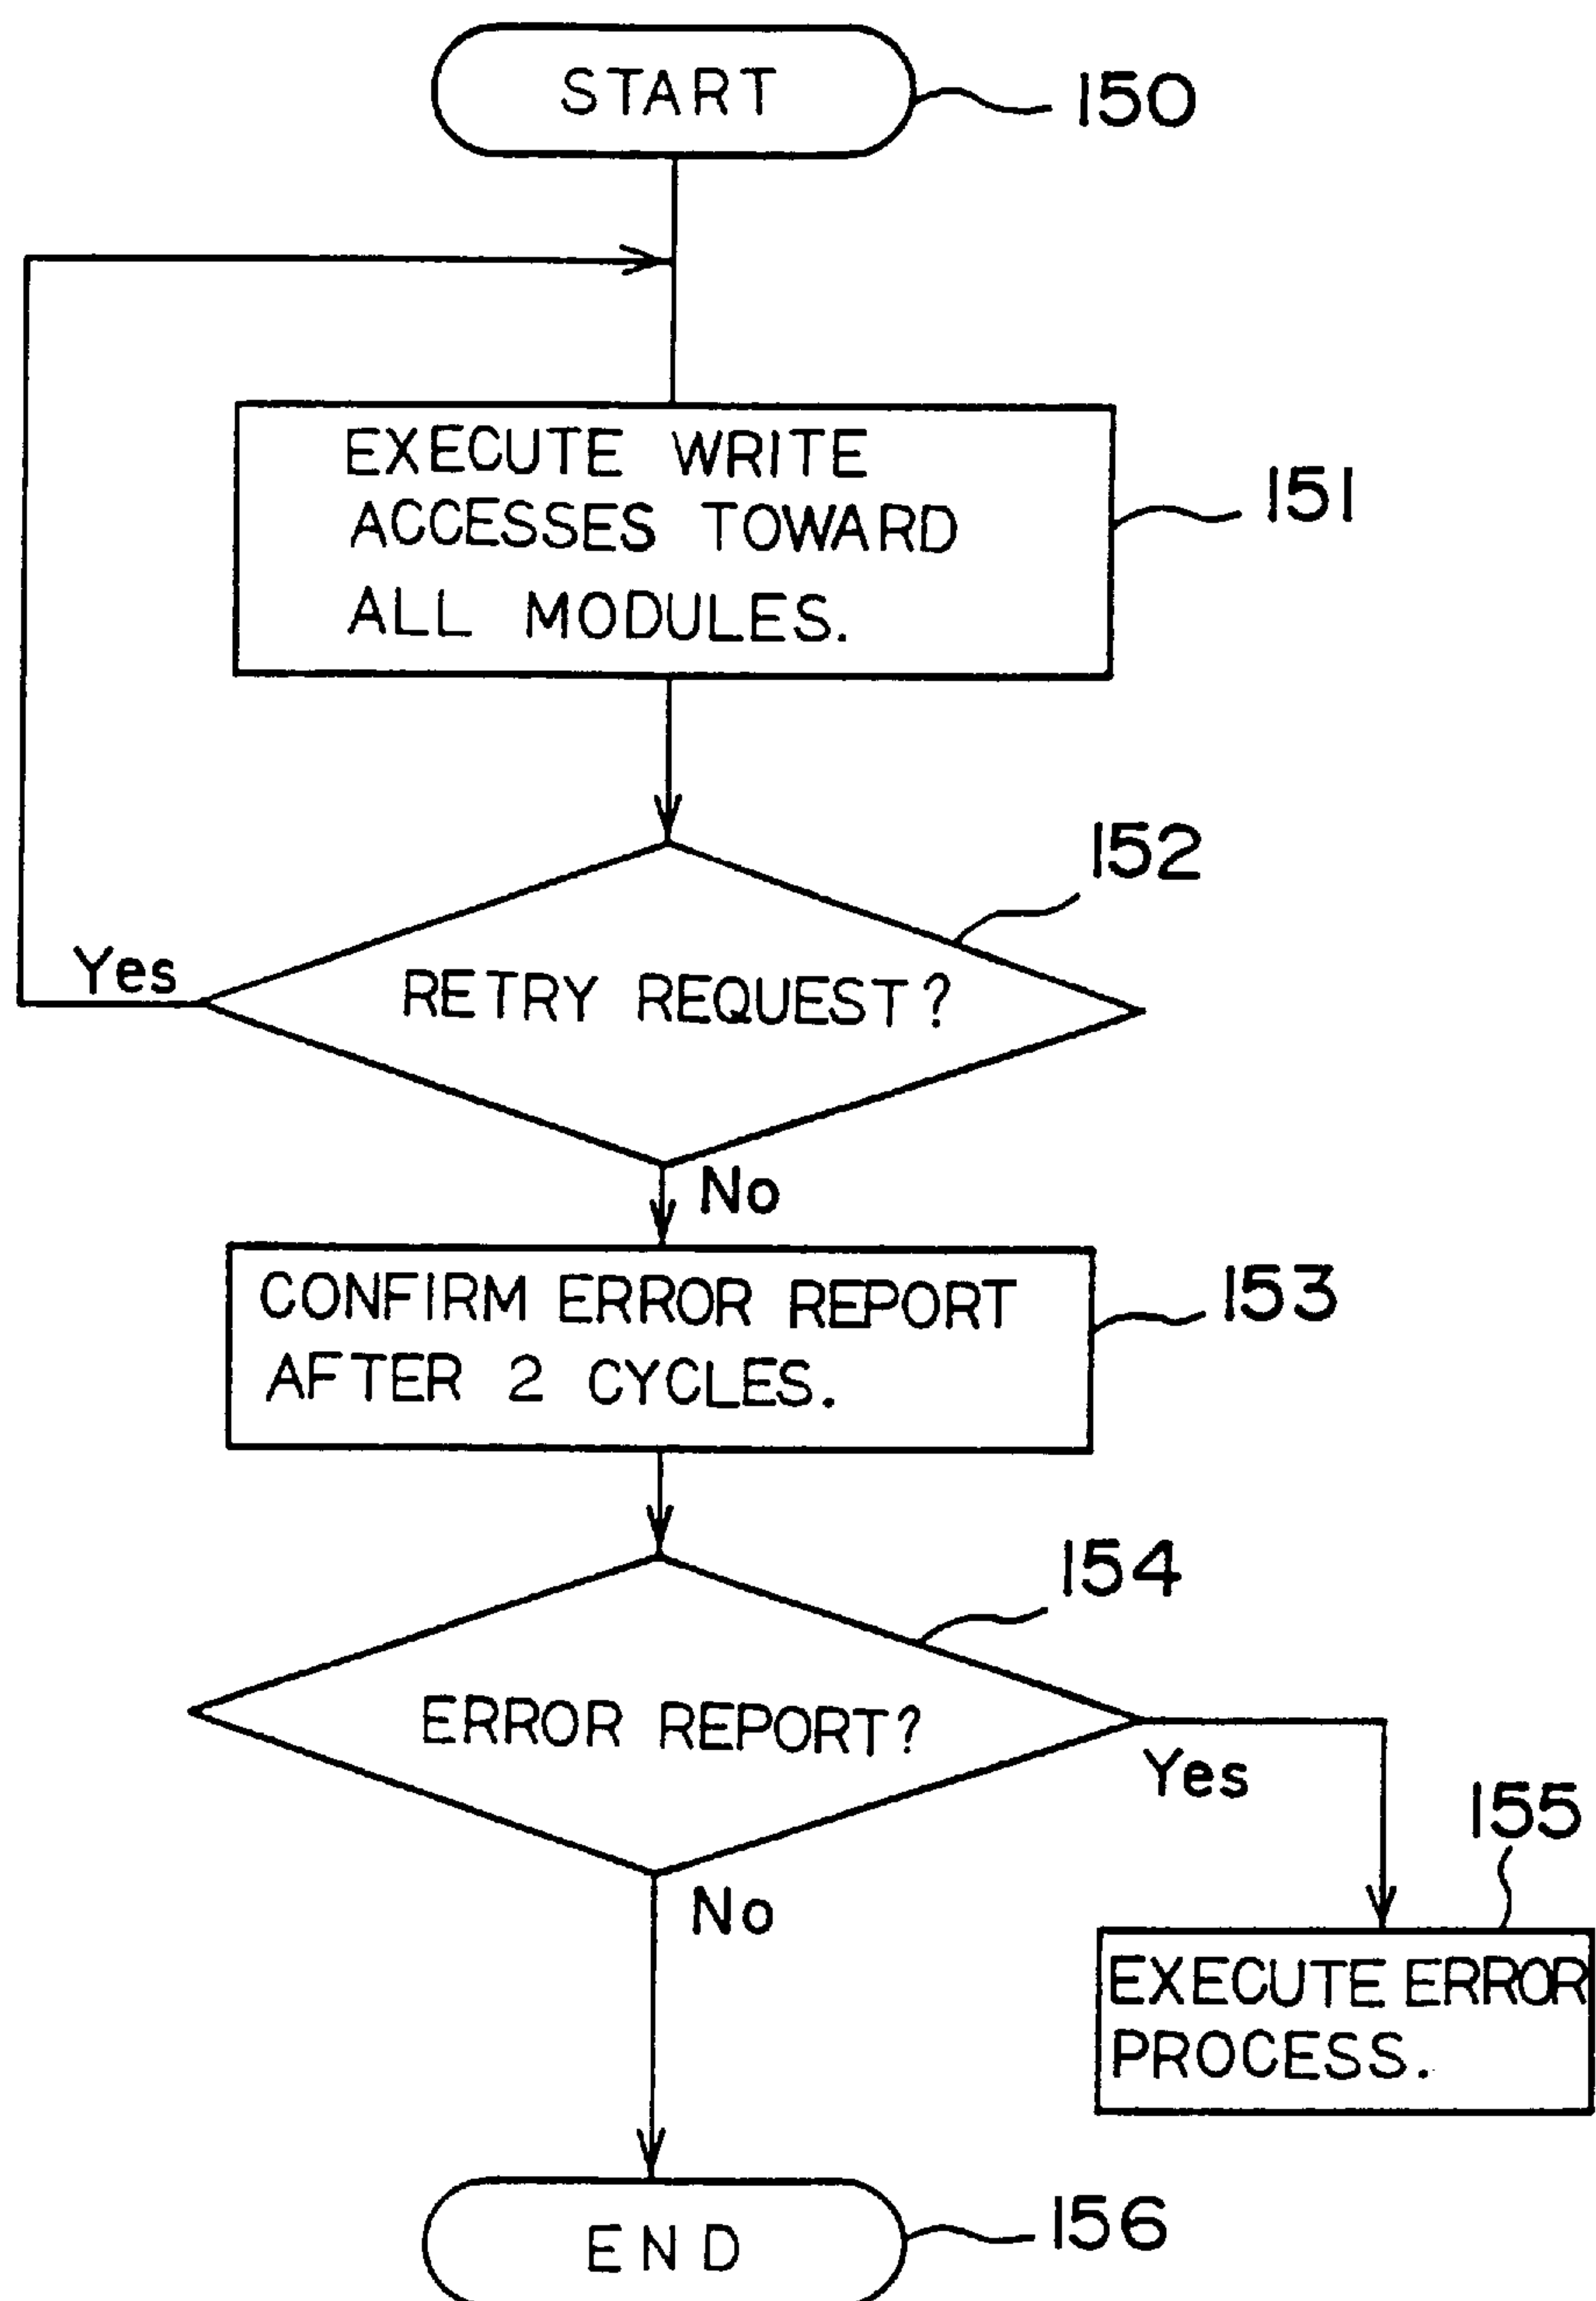 START
150
EXECUTE WRITE
ACCESSES TOWARD
ALL MODULES.
151
152
Yes
RETRY REQUEST?
No
CONFIRM ERROR REPORT
AFTER 2 CYCLES.
153
154
ERROR REPORT?
Yes
155
No
EXECUTE ERROR
PROCESS.
END
156